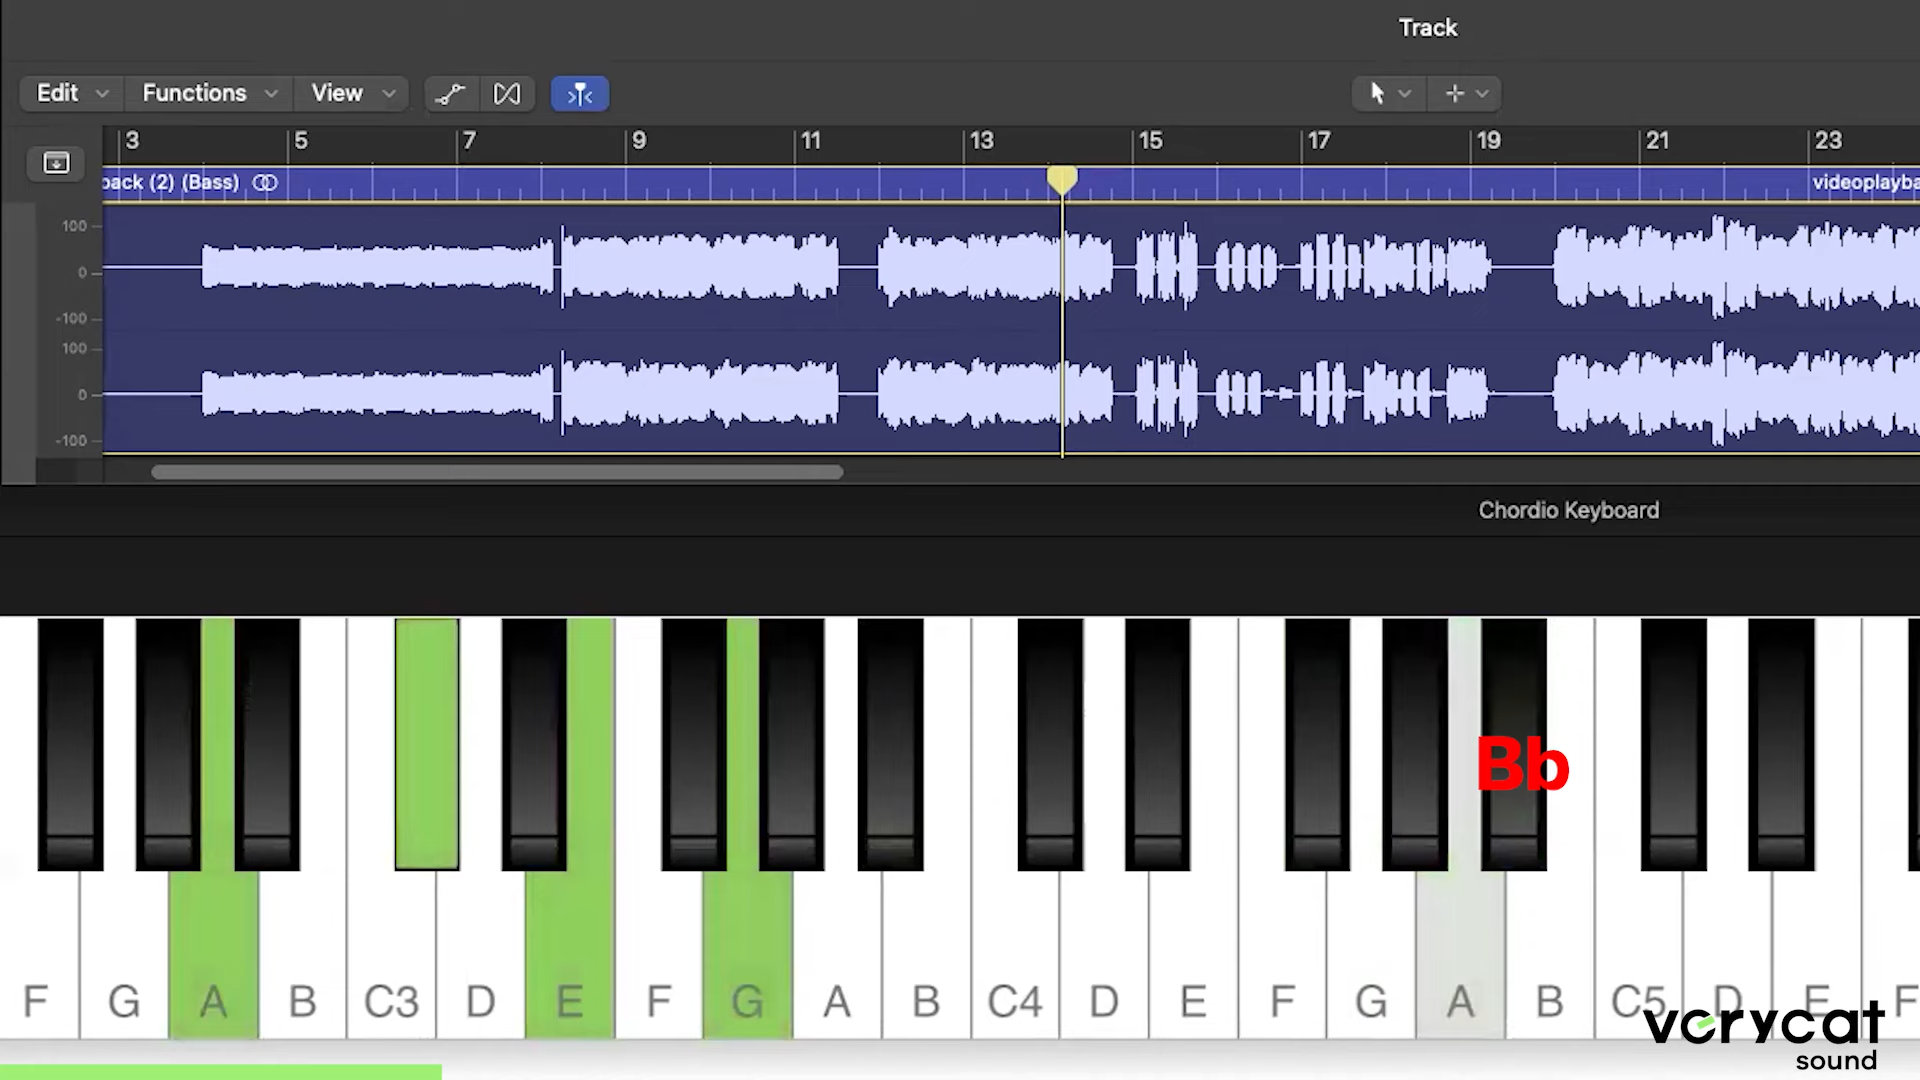 Track
Edit Functions View
3 5 7 9 11 13 15 17 19 21 23
back (2) (Bass) videoplayba
100
0
-100
100
0
-100
Chordio Keyboard
Bb
F G A B C3 D E F G A B C4 D E F G A B C5 D E F
verycat
sound